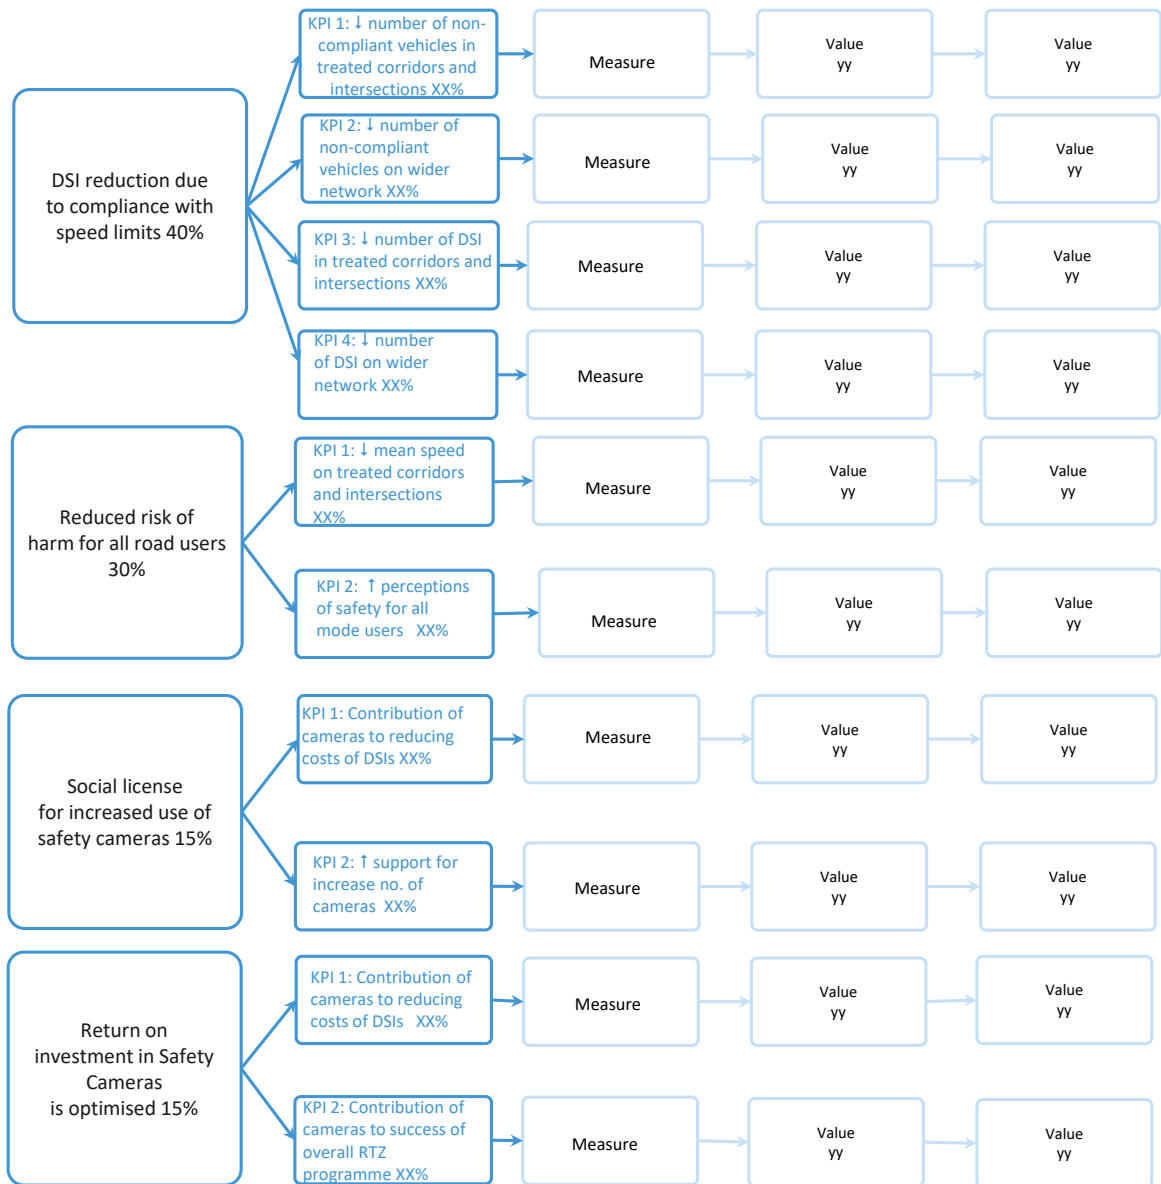 DSI reduction due
to compliance with
speed limits 40%
KPI 1: ↓ number of non-
compliant vehicles in
treated corridors and
intersections XX%
Measure
Value
yy
Value
yy
KPI 2: ↓ number of
non-compliant
vehicles on wider
network XX%
Measure
Value
yy
Value
yy
KPI 3: ↓ number of DSI
in treated corridors and
intersections XX%
Measure
Value
yy
Value
yy
KPI 4: ↓ number
of DSI on wider
network XX%
Measure
Value
yy
Value
yy
Reduced risk of
harm for all road users
30%
KPI 1: ↓ mean speed
on treated corridors
and intersections
XX%
Measure
Value
yy
Value
yy
KPI 2: ↑ perceptions
of safety for all
mode users XX%
Measure
Value
yy
Value
yy
Social license
for increased use of
safety cameras 15%
KPI 1: Contribution of
cameras to reducing
costs of DSIs XX%
Measure
Value
yy
Value
yy
KPI 2: ↑ support for
increase no. of
cameras XX%
Measure
Value
yy
Value
yy
Return on
investment in Safety
Cameras
is optimised 15%
KPI 1: Contribution of
cameras to reducing
costs of DSIs XX%
Measure
Value
yy
Value
yy
KPI 2: Contribution of
cameras to success of
overall RTZ
programme XX%
Measure
Value
yy
Value
yy